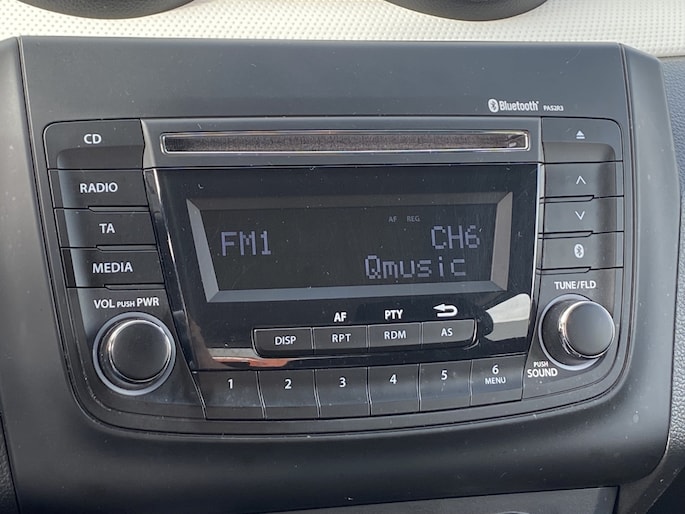 Bluetooth® PA52R3
CD
RADIO
TA
MEDIA
AF REG
FM1 CH6
Qmusic
VOL PUSH PWR
TUNE/FLD
AF PTY
DISP RPT RDM AS
PUSH SOUND
1 2 3 4 5 6
MENU